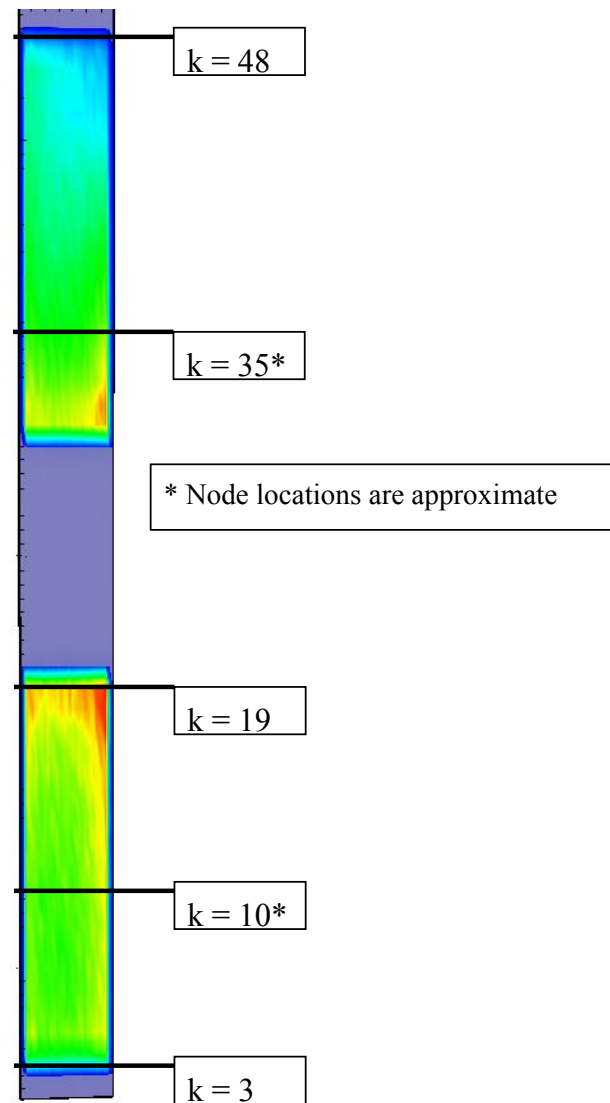 k = 48
k = 35*
* Node locations are approximate
k = 19
k = 10*
k = 3